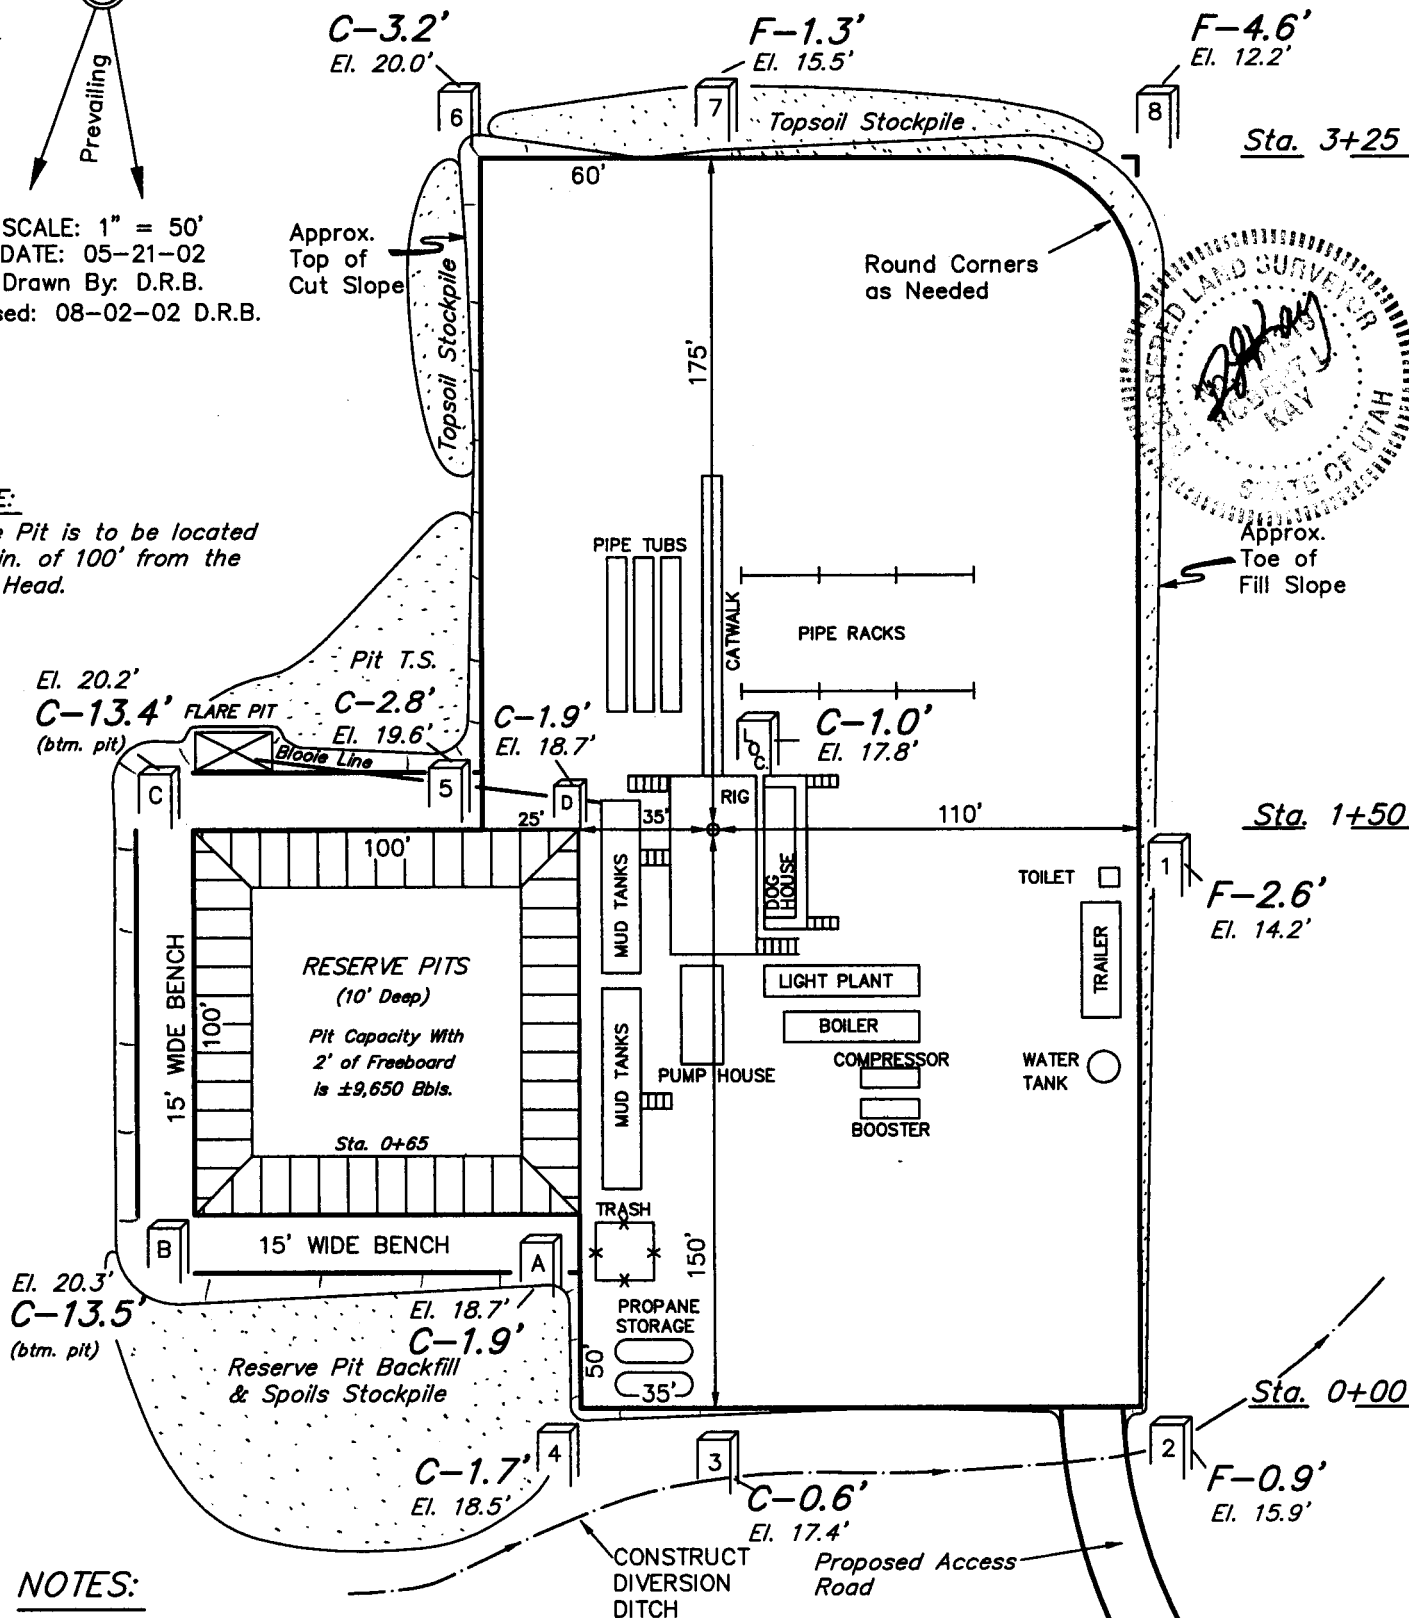 Prevailing
C-3.2'
El. 20.0'
F-1.3'
El. 15.5'
F-4.6'
El. 12.2'
6
7
8
Topsoil Stockpile
Sta. 3+25
60'
SCALE: 1" = 50'
DATE: 05-21-02
Drawn By: D.R.B.
sed: 08-02-02 D.R.B.
Approx.
Top of
Cut Slope
Topsoil Stockpile
175'
Round Corners
as Needed
REGISTERED LAND SURVEYOR
ROBERT L.
KAY
STATE OF UTAH
E:
e Pit is to be located
in. of 100' from the
Head.
Approx.
Toe of
Fill Slope
PIPE TUBS
CATWALK
PIPE RACKS
Pit T.S.
El. 20.2'
C-13.4'
(btm. pit)
FLARE PIT
C-2.8'
El. 19.6'
C-1.9'
El. 18.7'
LOC.
C-1.0'
El. 17.8'
Blooie Line
C
5
D
RIG
25'
35'
110'
Sta. 1+50
100'
DOG HOUSE
MUD TANKS
TOILET
1
F-2.6'
El. 14.2'
TRAILER
15' WIDE BENCH
100'
RESERVE PITS
(10' Deep)
Pit Capacity With
2' of Freeboard
is ±9,650 Bbls.
Sta. 0+65
MUD TANKS
LIGHT PLANT
BOILER
COMPRESSOR
PUMP HOUSE
BOOSTER
WATER
TANK
TRASH
B
15' WIDE BENCH
A
150'
El. 20.3'
C-13.5'
(btm. pit)
El. 18.7'
C-1.9'
PROPANE
STORAGE
50'
35'
Reserve Pit Backfill
& Spoils Stockpile
Sta. 0+00
4
3
2
C-1.7'
El. 18.5'
C-0.6'
El. 17.4'
F-0.9'
El. 15.9'
CONSTRUCT
DIVERSION
DITCH
Proposed Access
Road
NOTES: